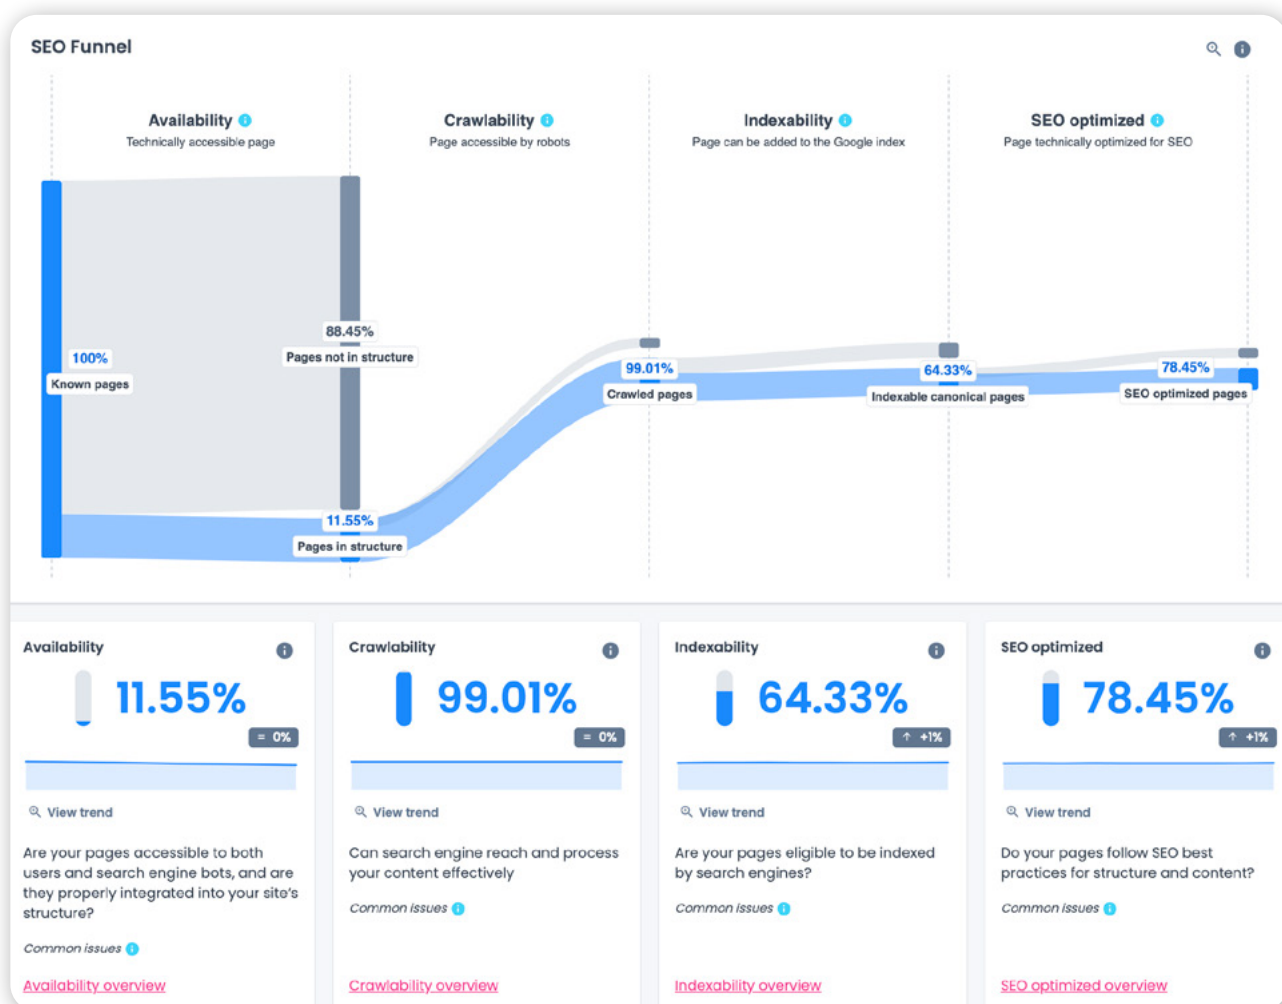 SEO Funnel
Availability
Technically accessible page
Crawlability
Page accessible by robots
Indexability
Page can be added to the Google index
SEO optimized
Page technically optimized for SEO
100%
Known pages
88.45%
Pages not in structure
11.55%
Pages in structure
99.01%
Crawled pages
64.33%
Indexable canonical pages
78.45%
SEO optimized pages
Availability
11.55%
= 0%
View trend
Are your pages accessible to both
users and search engine bots, and are
they properly integrated into your site's
structure?
Common issues
Availability overview
Crawlability
99.01%
= 0%
View trend
Can search engine reach and process
your content effectively
Common issues
Crawlability overview
Indexability
64.33%
↑ +1%
View trend
Are your pages eligible to be indexed
by search engines?
Common issues
Indexability overview
SEO optimized
78.45%
↑ +1%
View trend
Do your pages follow SEO best
practices for structure and content?
Common issues
SEO optimized overview